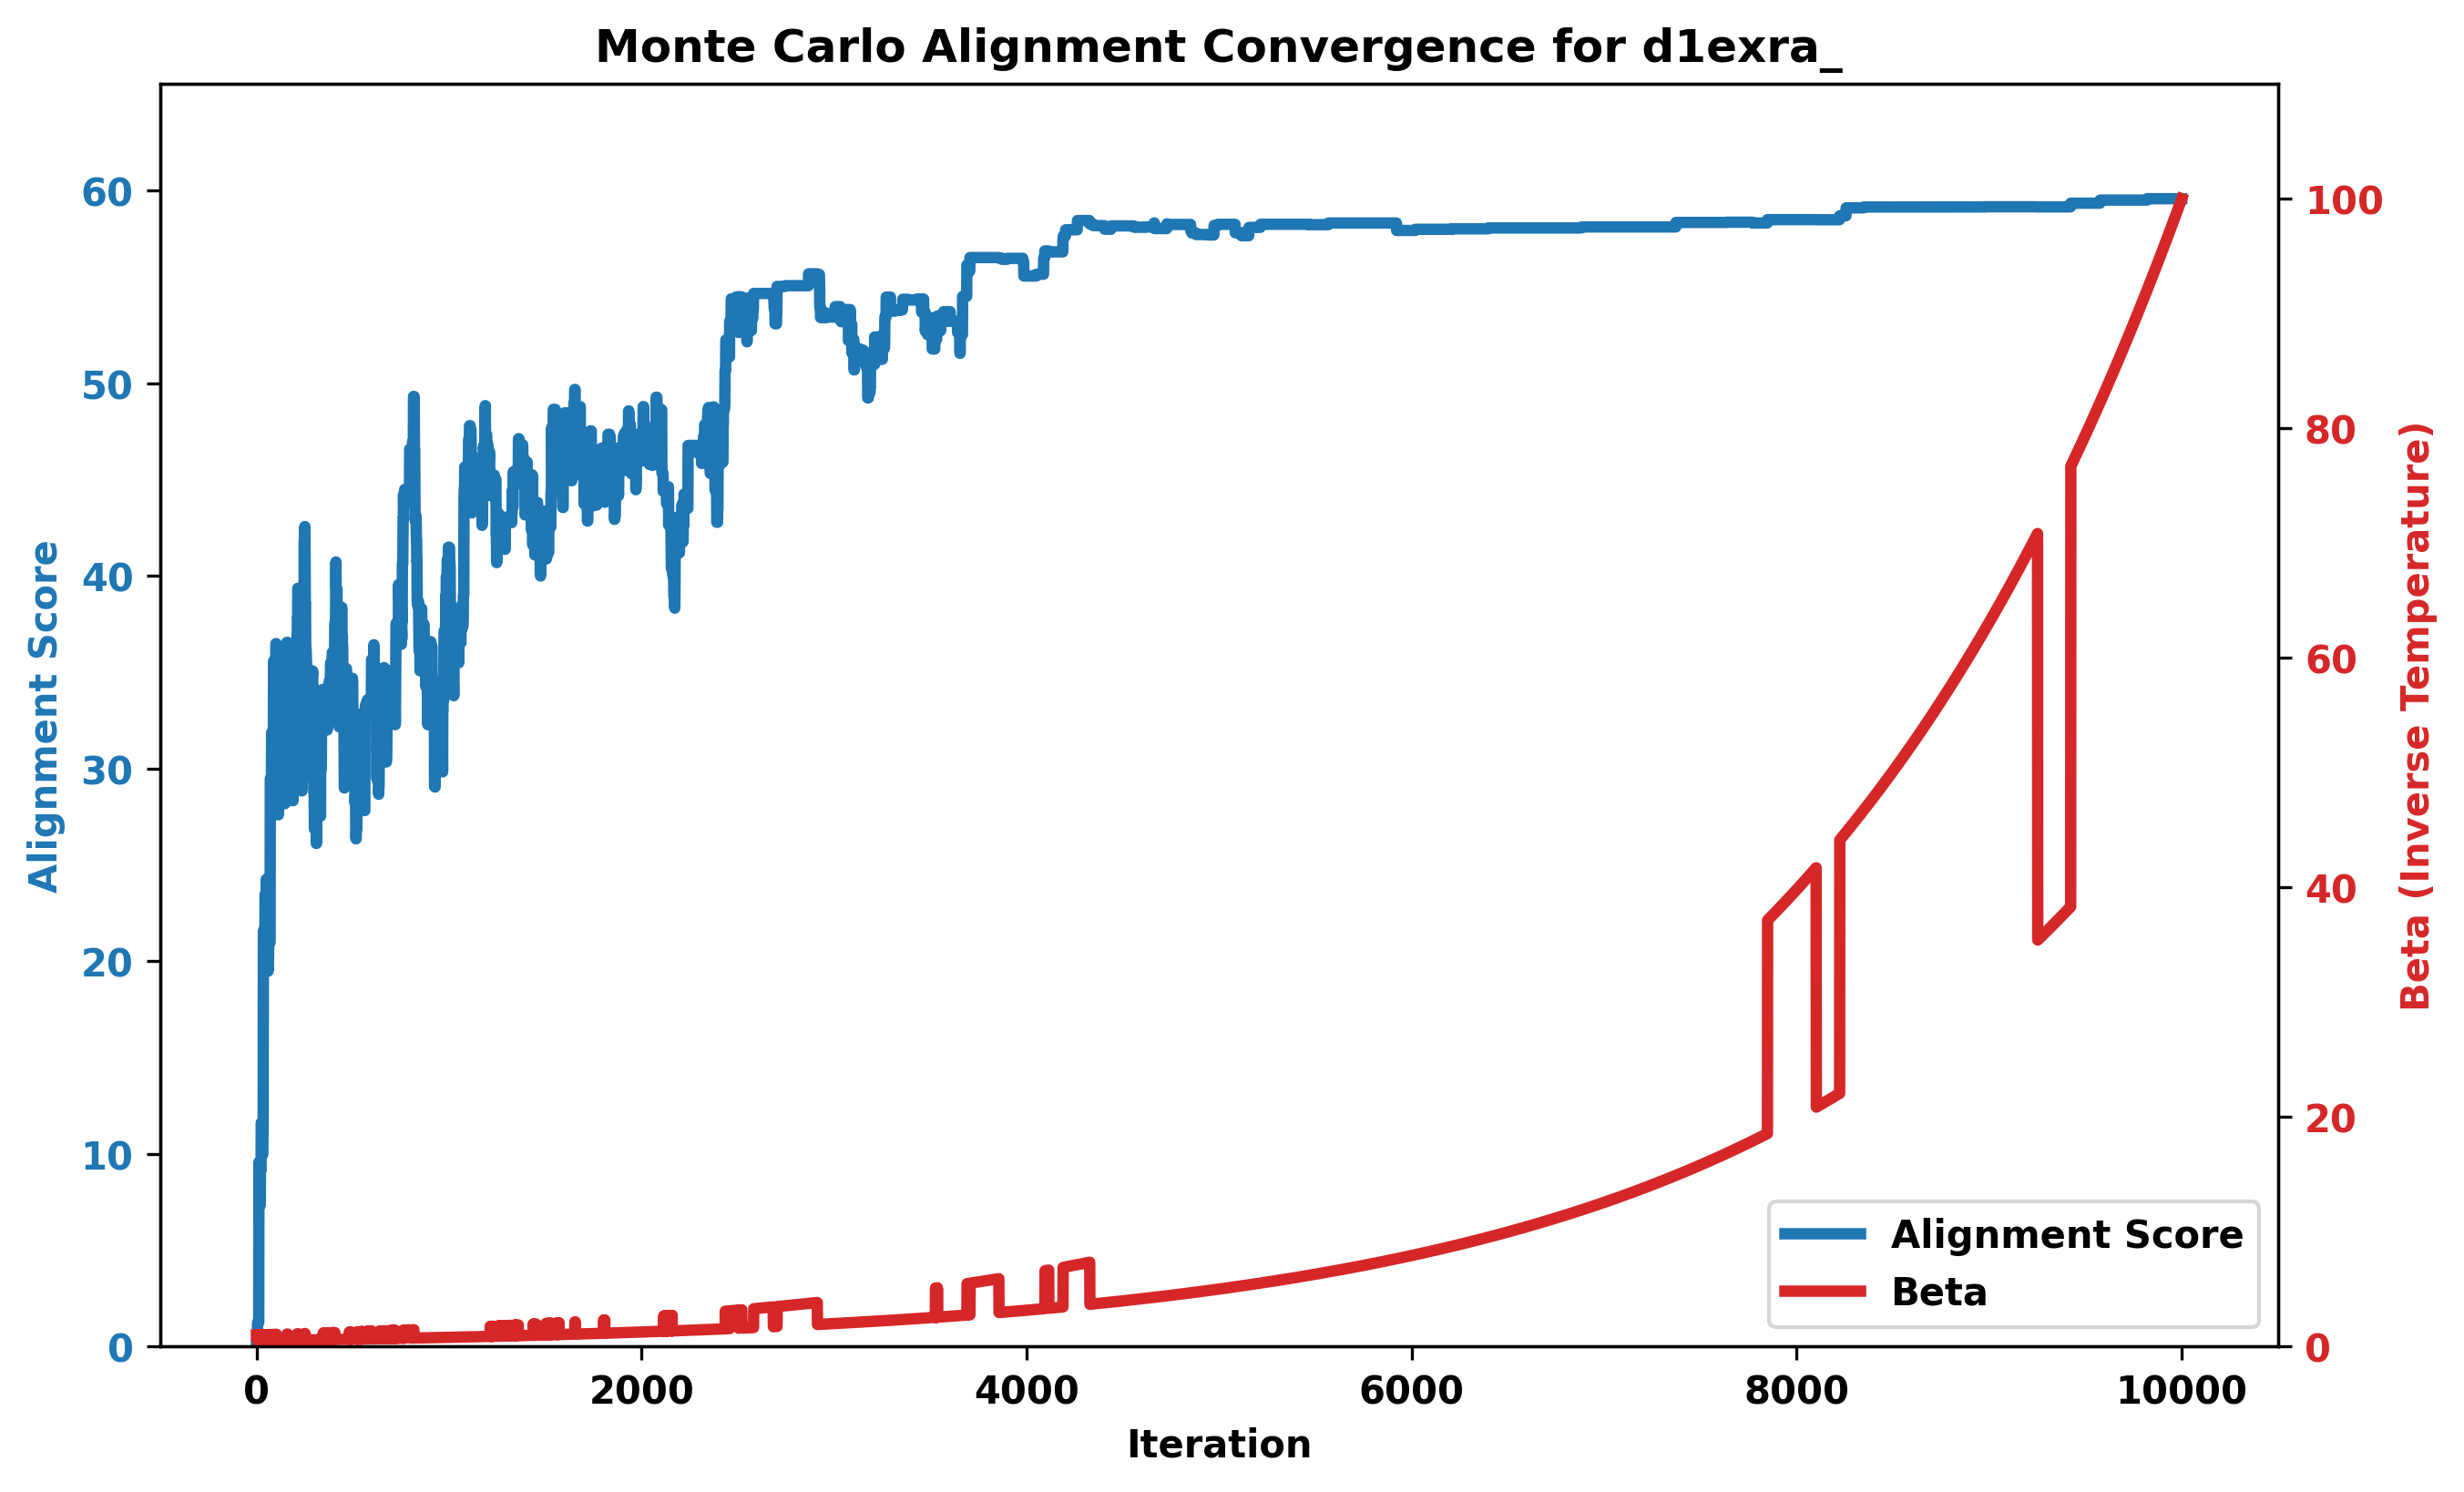 Monte Carlo Alignment Convergence for d1exra_
Alignment Score
60
50
40
30
20
10
0
100
80
60
40
20
0
Beta (Inverse Temperature)
Alignment Score
Beta
0 2000 4000 6000 8000 10000
Iteration